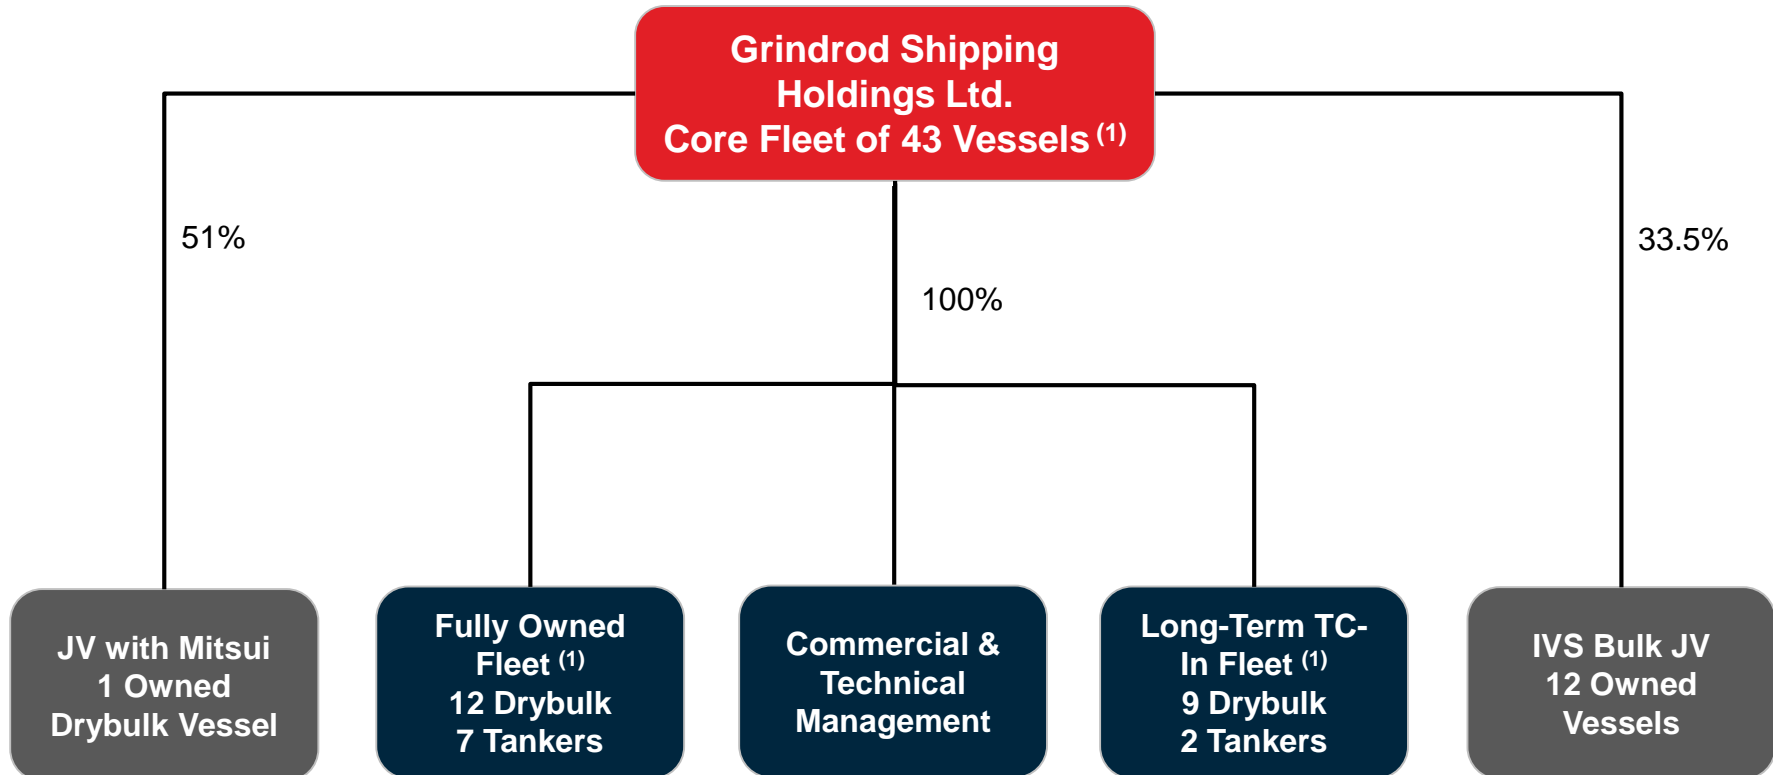 Grindrod Shipping
Holdings Ltd.
Core Fleet of 43 Vessels (1)
51%
33.5%
100%
JV with Mitsui
1 Owned
Drybulk Vessel
Fully Owned
Fleet (1)
12 Drybulk
7 Tankers
Commercial &
Technical
Management
Long-Term TC-
In Fleet (1)
9 Drybulk
2 Tankers
IVS Bulk JV
12 Owned
Vessels